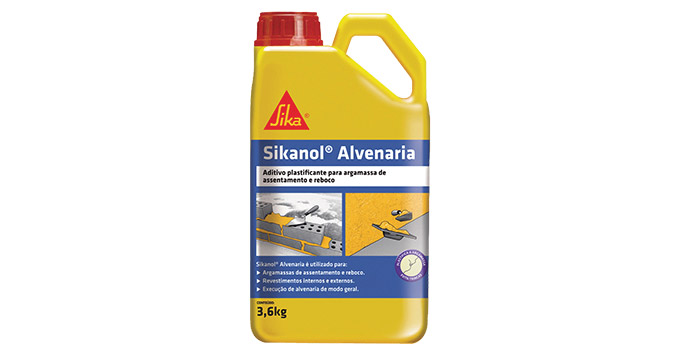 Sika®
Sikanol® Alvenaria
Aditivo plastificante para argamassa de
assentamento e reboco
Sikanol® Alvenaria é utilizado para:
Argamassas de assentamento e reboco.
Revestimentos internos e externos.
Execução de alvenaria de modo geral.
CONTEÚDO:
3,6kg